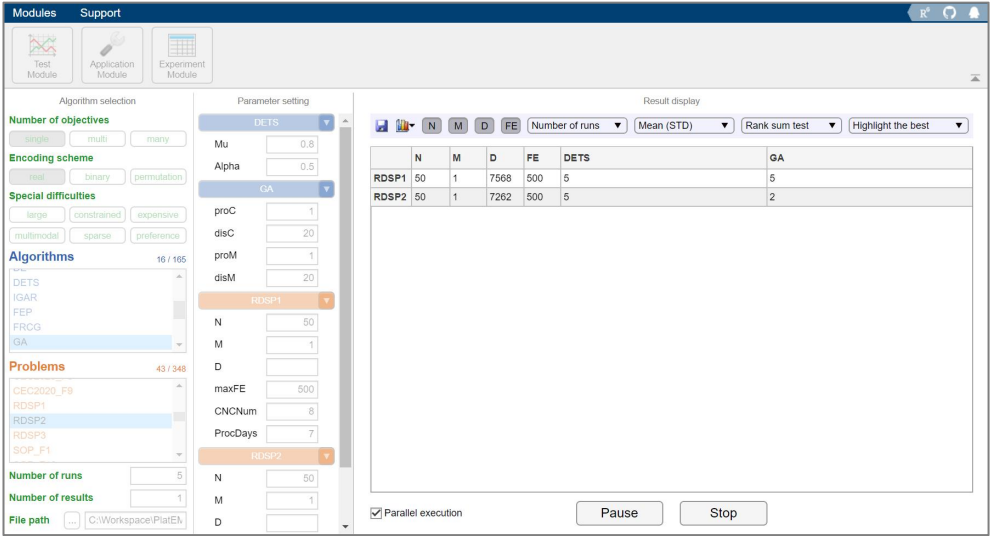 Modules Support
Test Module
Application Module
Experiment Module
Algorithm selection
Number of objectives
single multi many
Encoding scheme
real binary permutation
Special difficulties
large constrained expensive
multimodal sparse preference
Algorithms 16 / 165
DETS
IGAR
FEP
FRCG
GA
Problems 43 / 348
CEC2020_F9
RDSP1
RDSP2
RDSP3
SOP_F1
Number of runs 5
Number of results 1
File path ... C:\Workspace\PlatEM
Parameter setting
DETS
Mu 0.8
Alpha 0.5
GA
proC 1
disC 20
proM 1
disM 20
RDSP1
N 50
M 1
D
maxFE 500
CNCNum 8
ProcDays 7
RDSP2
N 50
M 1
D
Result display
N M D FE Number of runs Mean (STD) Rank sum test Highlight the best
N M D FE DETS GA
RDSP1 50 1 7568 500 5 5
RDSP2 50 1 7262 500 5 2
Parallel execution Pause Stop